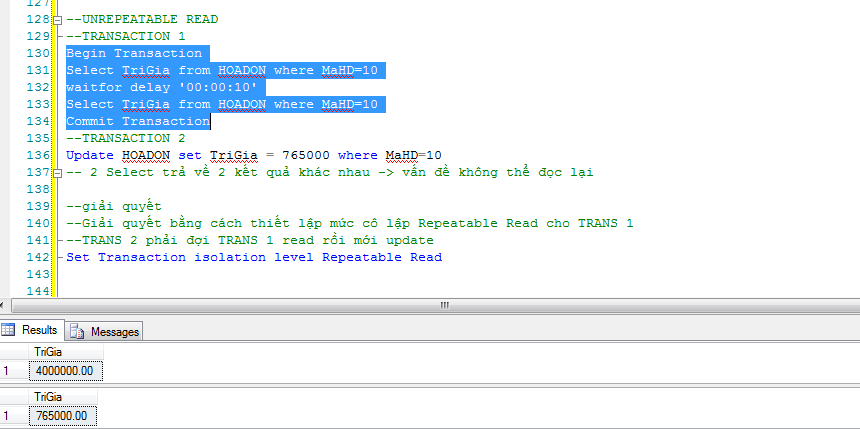 127
128 --UNREPEATABLE READ
129 --TRANSACTION 1
130 Begin Transaction
131 Select TriGia from HOADON where MaHD=10
132 waitfor delay '00:00:10'
133 Select TriGia from HOADON where MaHD=10
134 Commit Transaction
135 --TRANSACTION 2
136 Update HOADON set TriGia = 765000 where MaHD=10
137 -- 2 Select trả về 2 kết quả khác nhau -> vấn đề không thể đọc lại
138
139 --giải quyết
140 --Giải quyết bằng cách thiết lập mức cô lập Repeatable Read cho TRANS 1
141 --TRANS 2 phải đợi TRANS 1 read rồi mới update
142 Set Transaction isolation level Repeatable Read
143
144
Results Messages
TriGia
1 4000000.00
TriGia
1 765000.00